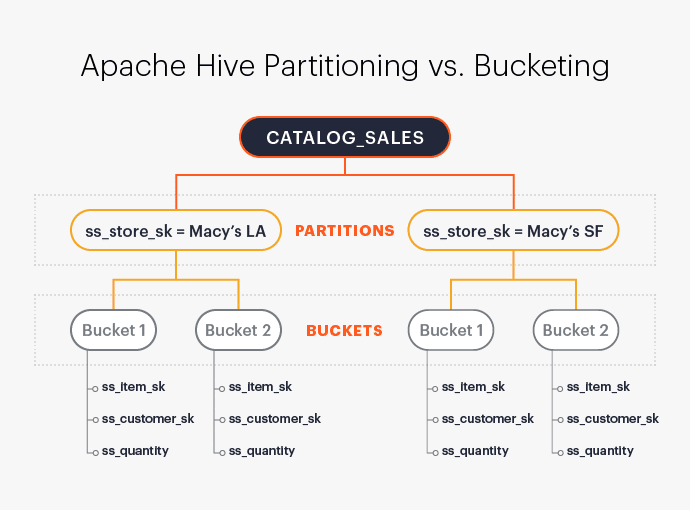 Apache Hive Partitioning vs. Bucketing
CATALOG_SALES
ss_store_sk = Macy’s LA
PARTITIONS
ss_store_sk = Macy’s SF
Bucket 1
Bucket 2
BUCKETS
Bucket 1
Bucket 2
ss_item_sk
ss_item_sk
ss_item_sk
ss_item_sk
ss_customer_sk
ss_customer_sk
ss_customer_sk
ss_customer_sk
ss_quantity
ss_quantity
ss_quantity
ss_quantity